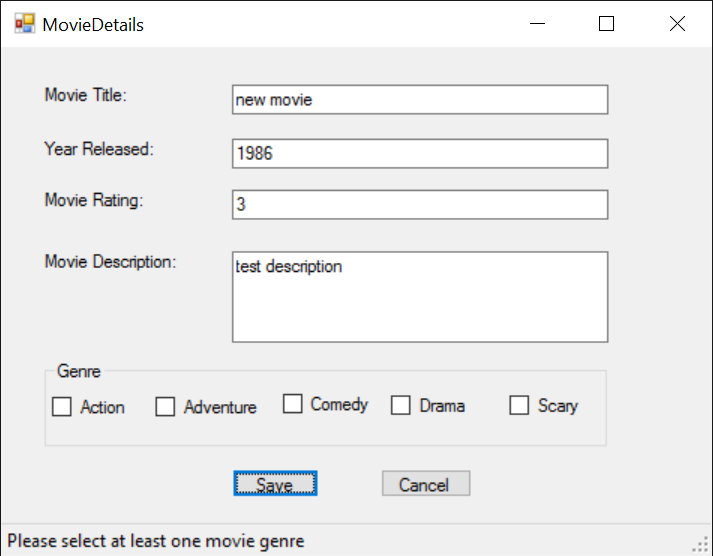 MovieDetails
Movie Title: new movie
Year Released: 1986
Movie Rating: 3
Movie Description: test description
Genre
Action Adventure Comedy Drama Scary
Save Cancel
Please select at least one movie genre